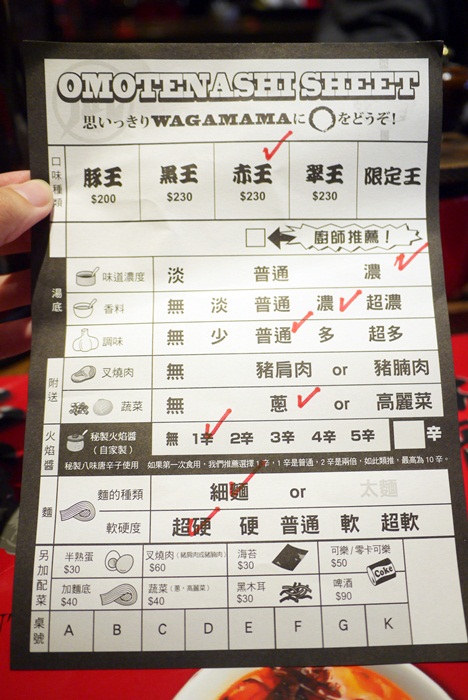 OMOTENASHI SHEET
思いっきりWAGAMAMAに◯をどうぞ!
口味種類
豚王 黒王 赤王 翠王 限定王
$200 $230 $230 $230
廚師推薦！
湯底
味道濃度 淡 普通 濃
香料 無 淡 普通 濃 超濃
調味 無 少 普通 多 超多
附送
叉燒肉 無 豬肩肉 or 豬腩肉
蔬菜 無 蔥 or 高麗菜
火焰醬
秘製火焰醬（自家製） 無 1辛 2辛 3辛 4辛 5辛 辛
秘製八味唐辛子使用 如果第一次食用，我們推薦選擇1辛，1辛是普通，2辛是兩倍，如此類推，最高為10辛。
麵
麵的種類 細麵 or 太麵
軟硬度 超硬 硬 普通 軟 超軟
另加配菜
半熟蛋 $30 叉燒肉（豬肩肉或豬腩肉） $60 海苔 $30 可樂/零卡可樂 $50
Coke
加麵底 $40 蔬菜（蔥，高麗菜） $40 黑木耳 $30 啤酒 $90
桌號 A B C D E F G K